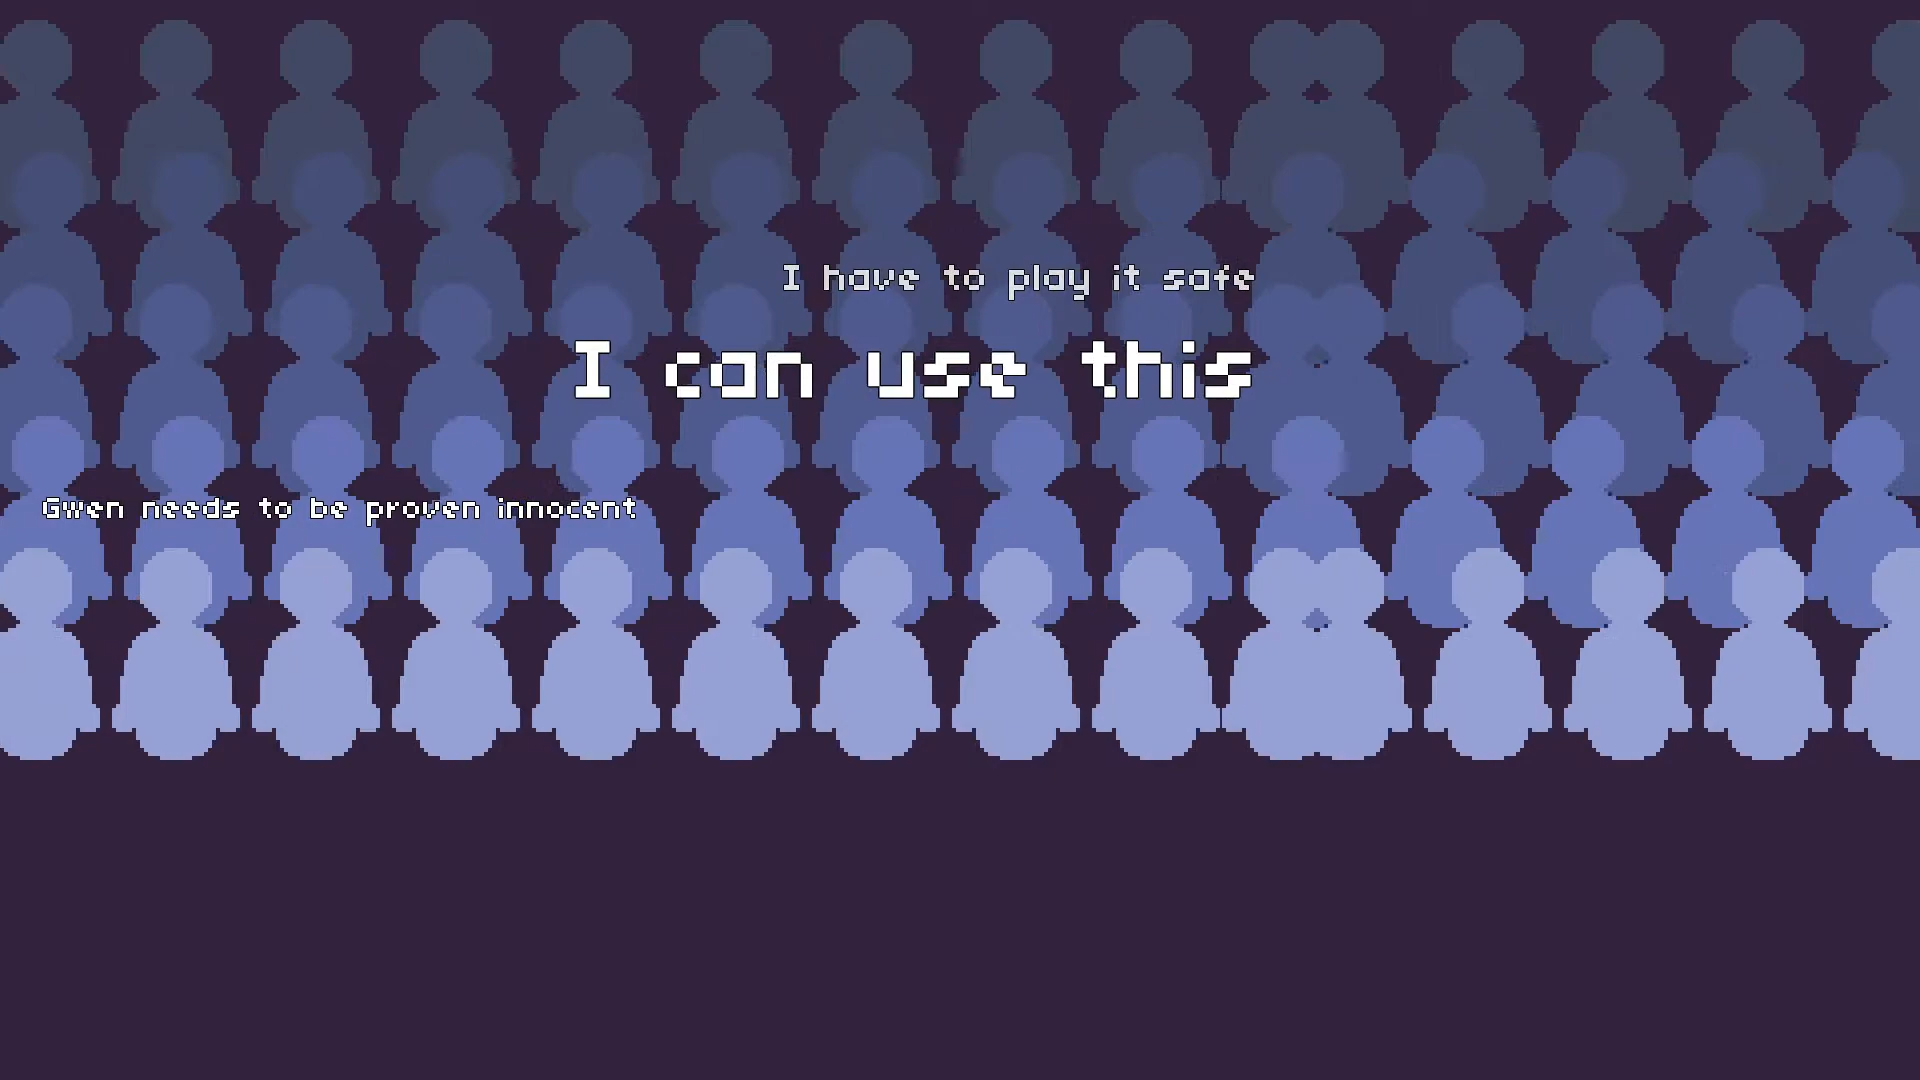 I have to play it safe
I can use this
Gwen needs to be proven innocent